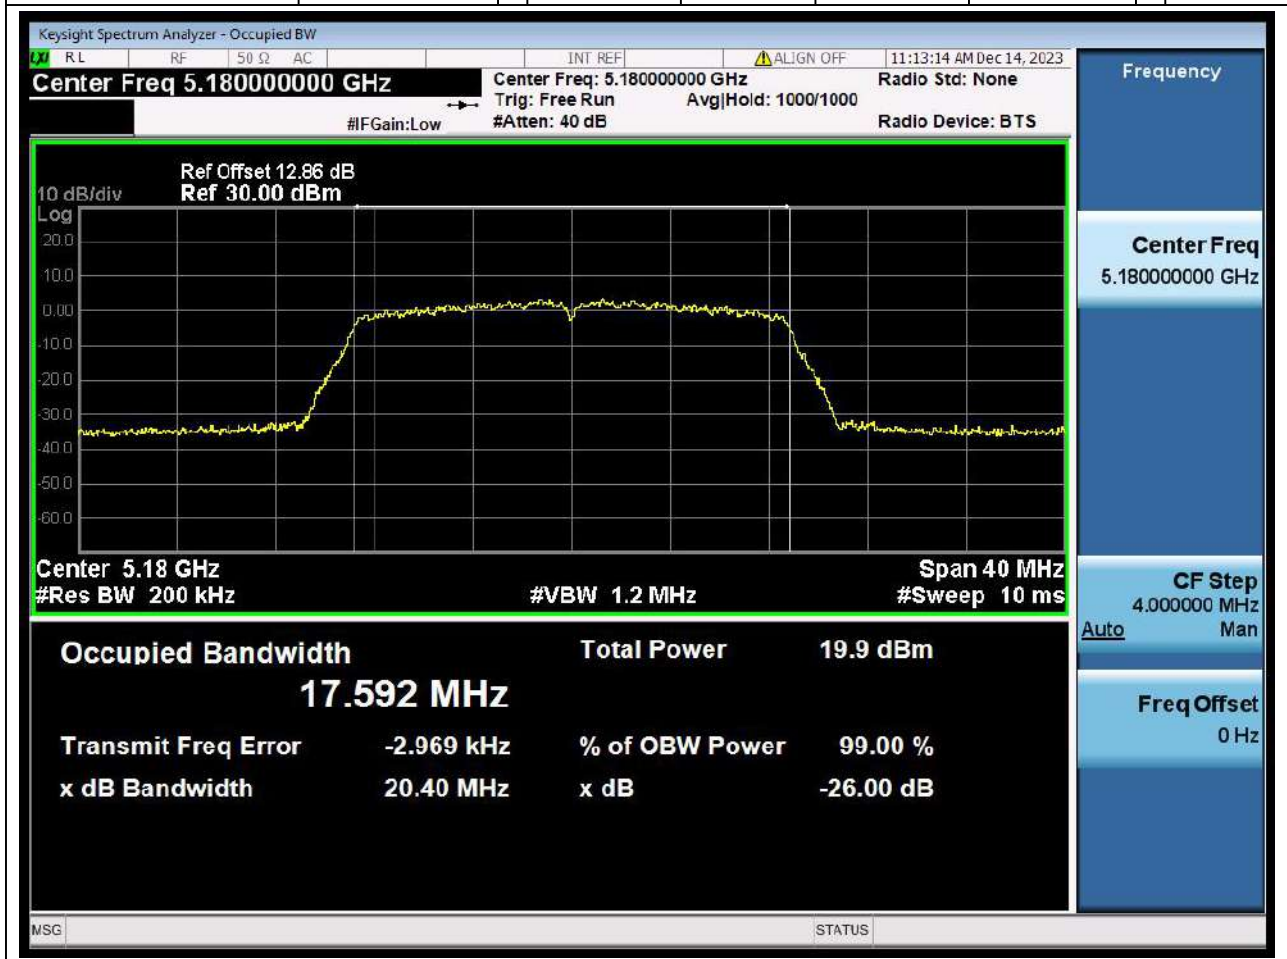 Keysight Spectrum Analyzer - Occupied BW
LXI RL RF 50 Ω AC INT REF ALIGN OFF 11:13:14 AM Dec 14, 2023
Center Freq 5.180000000 GHz
Center Freq: 5.180000000 GHz
Radio Std: None
Trig: Free Run Avg|Hold: 1000/1000
#IFGain:Low #Atten: 40 dB Radio Device: BTS
Frequency
Ref Offset 12.86 dB
10 dB/div Ref 30.00 dBm
Log
20.0
10.0
0.00
-10.0
-20.0
-30.0
-40.0
-50.0
-60.0
Center 5.18 GHz Span 40 MHz
#Res BW 200 kHz #VBW 1.2 MHz #Sweep 10 ms
Center Freq
5.180000000 GHz
CF Step
4.000000 MHz
Auto Man
Freq Offset
0 Hz
Occupied Bandwidth Total Power 19.9 dBm
17.592 MHz
Transmit Freq Error -2.969 kHz % of OBW Power 99.00 %
x dB Bandwidth 20.40 MHz x dB -26.00 dB
MSG STATUS